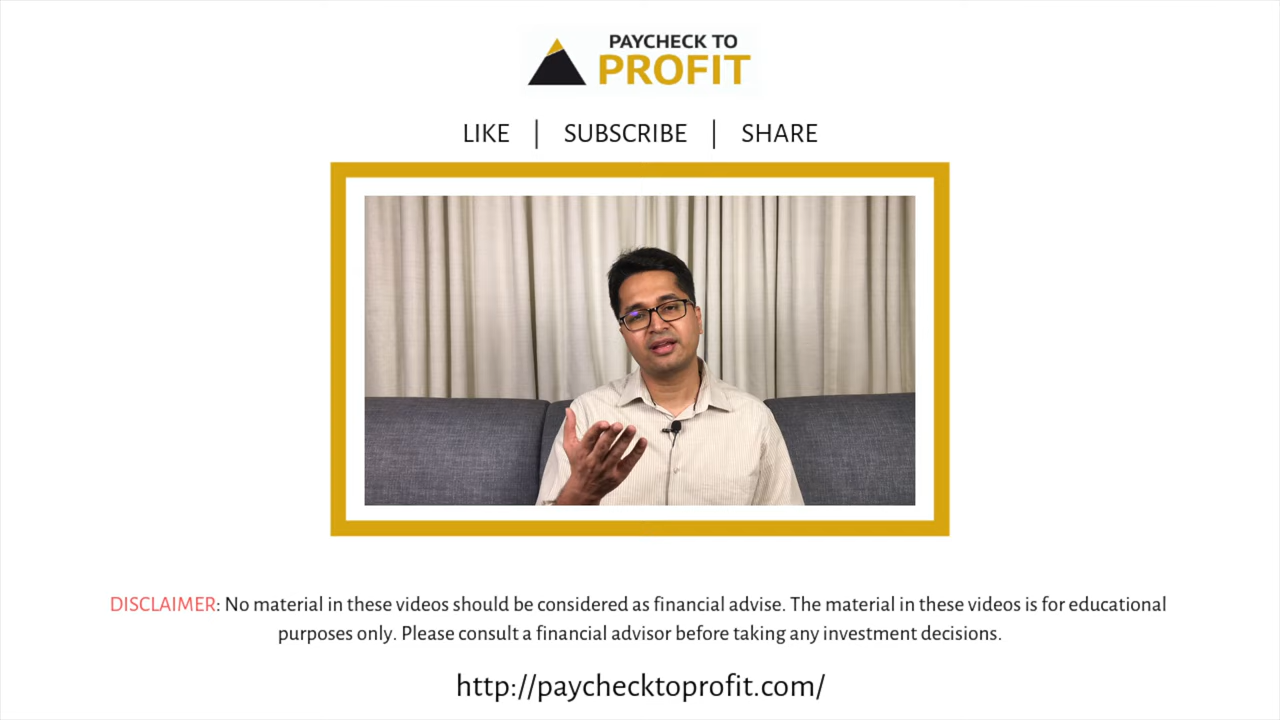 PAYCHECK TO
PROFIT
LIKE | SUBSCRIBE | SHARE
DISCLAIMER: No material in these videos should be considered as financial advise. The material in these videos is for educational
purposes only. Please consult a financial advisor before taking any investment decisions.
http://paychecktoprofit.com/